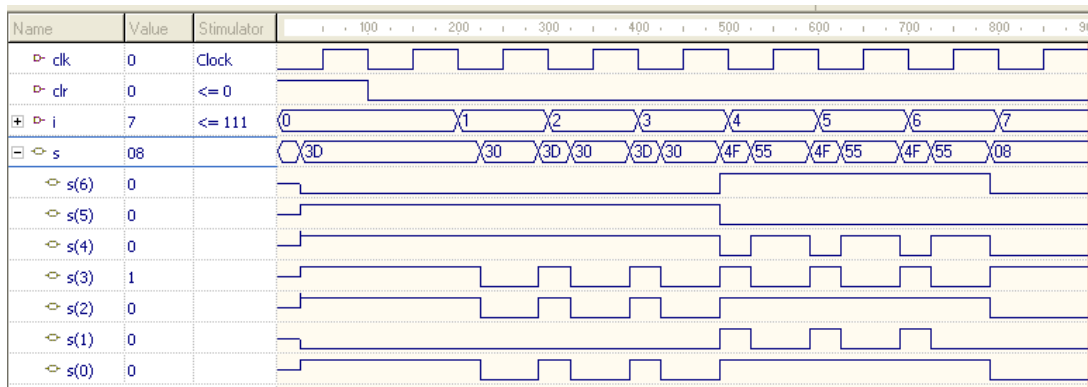 Name Value Stimulator 100 200 300 400 500 600 700 800
clk 0 Clock
clr 0 <= 0
i 7 <= 111 0 1 2 3 4 5 6 7
s 08 3D 30 3D 30 3D 30 4F 55 4F 55 4F 55 08
s(6) 0
s(5) 0
s(4) 0
s(3) 1
s(2) 0
s(1) 0
s(0) 0